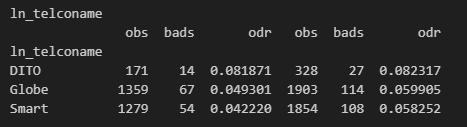 ln_telconame
obs bads odr obs bads odr
ln_telconame
DITO 171 14 0.081871 328 27 0.082317
Globe 1359 67 0.049301 1903 114 0.059905
Smart 1279 54 0.042220 1854 108 0.058252